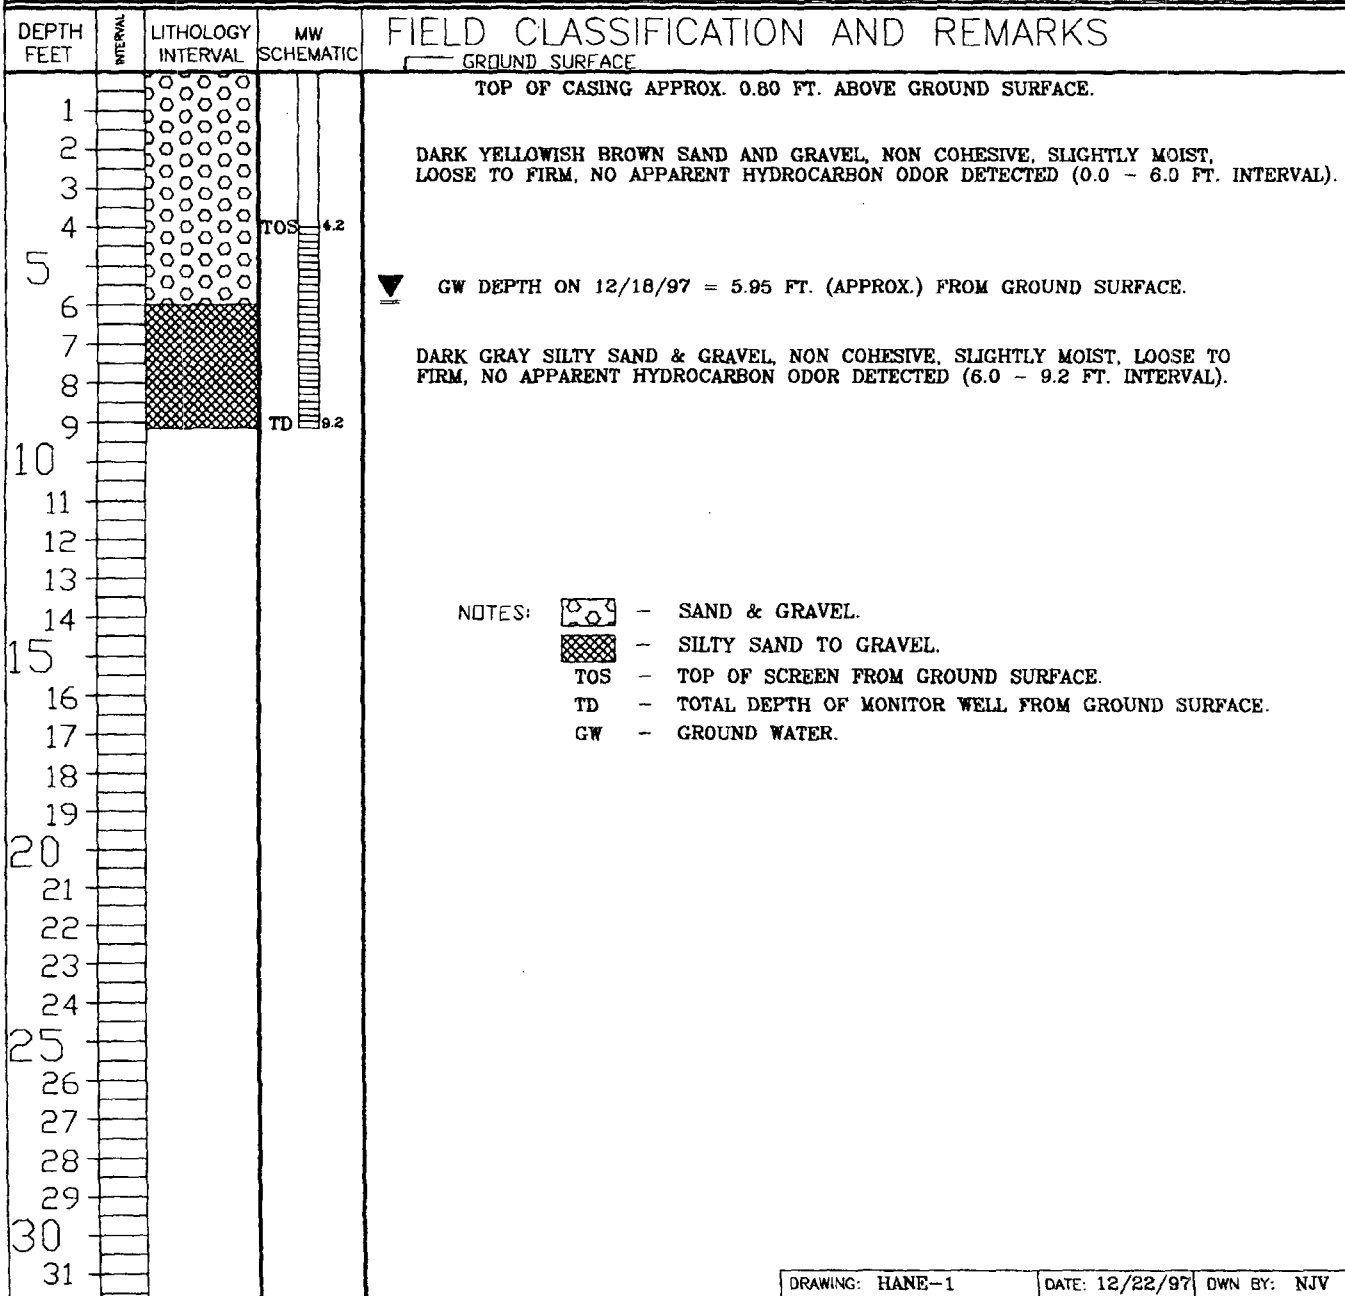 DEPTH FEET
INTERVAL
LITHOLOGY INTERVAL
MW SCHEMATIC
FIELD CLASSIFICATION AND REMARKS
GROUND SURFACE
TOP OF CASING APPROX. 0.80 FT. ABOVE GROUND SURFACE.
1
2
DARK YELLOWISH BROWN SAND AND GRAVEL, NON COHESIVE, SLIGHTLY MOIST,
LOOSE TO FIRM, NO APPARENT HYDROCARBON ODOR DETECTED (0.0 - 6.0 FT. INTERVAL).
3
4
TOS 4.2
5
GW DEPTH ON 12/18/97 = 5.95 FT. (APPROX.) FROM GROUND SURFACE.
6
7
DARK GRAY SILTY SAND & GRAVEL, NON COHESIVE, SLIGHTLY MOIST, LOOSE TO
FIRM, NO APPARENT HYDROCARBON ODOR DETECTED (6.0 - 9.2 FT. INTERVAL).
8
9
TD 9.2
10
11
12
13
14
NOTES: - SAND & GRAVEL.
15
- SILTY SAND TO GRAVEL.
TOS - TOP OF SCREEN FROM GROUND SURFACE.
16
TD - TOTAL DEPTH OF MONITOR WELL FROM GROUND SURFACE.
17
GW - GROUND WATER.
18
19
20
21
22
23
24
25
26
27
28
29
30
31
DRAWING: HANE-1 DATE: 12/22/97 DWN BY: NJV